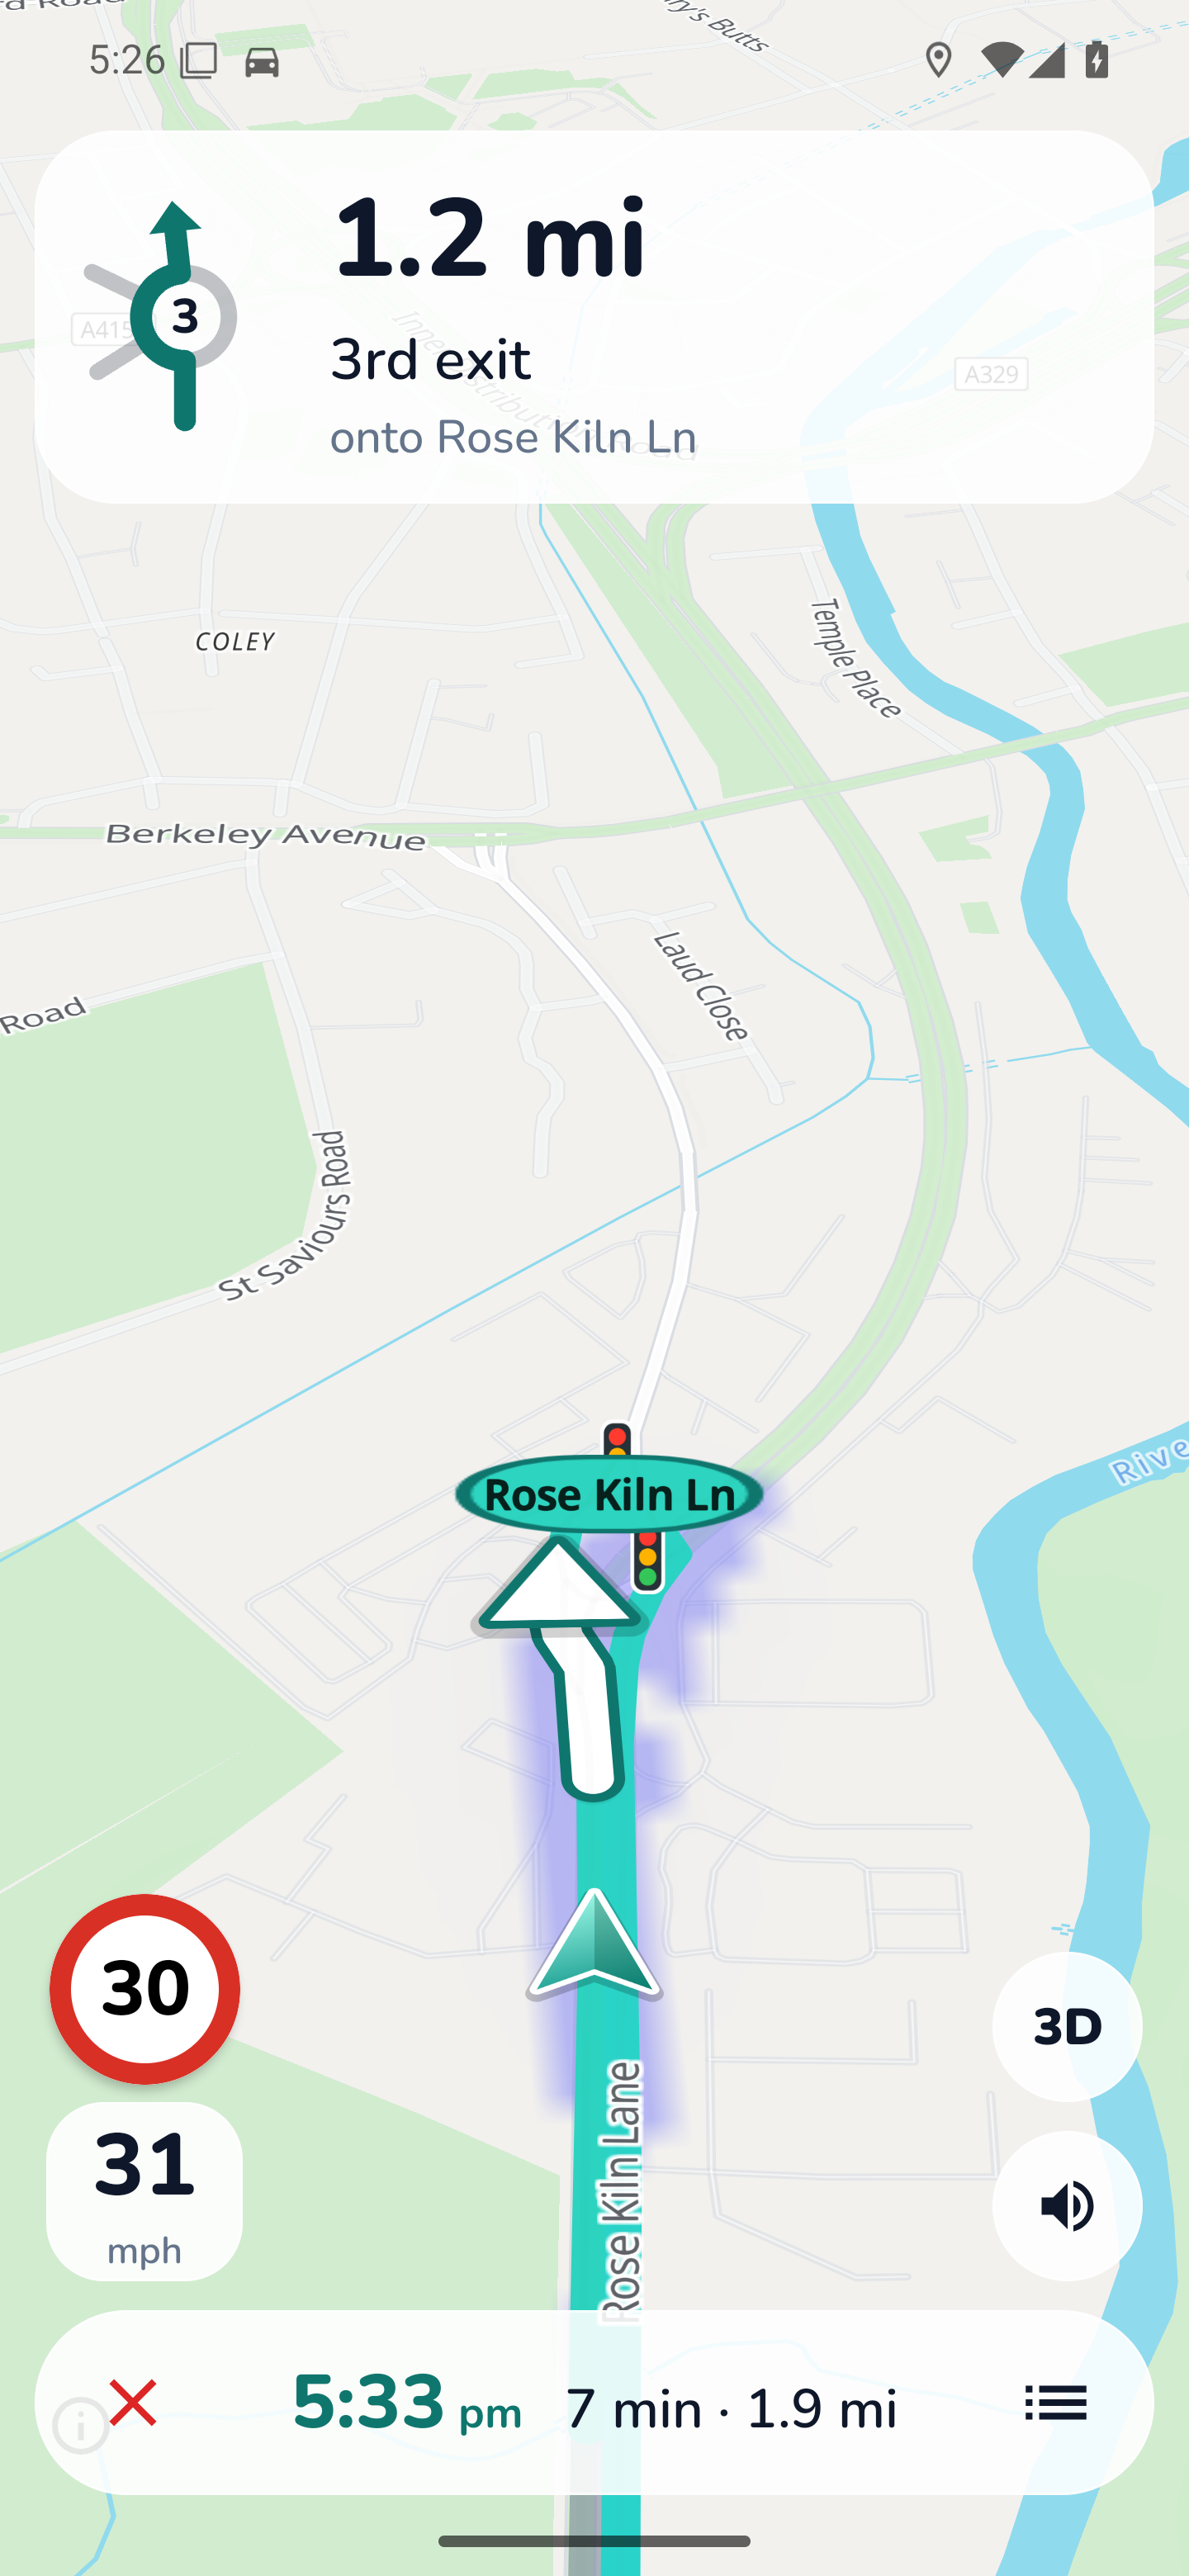 5:26
1.2 mi
3
3rd exit
onto Rose Kiln Ln
A415
A329
Temple Place
COLEY
Berkeley Avenue
Laud Close
Road
St Saviours Road
Rose Kiln Ln
30
31
mph
3D
Rose Kiln Lane
5:33 pm 7 min · 1.9 mi